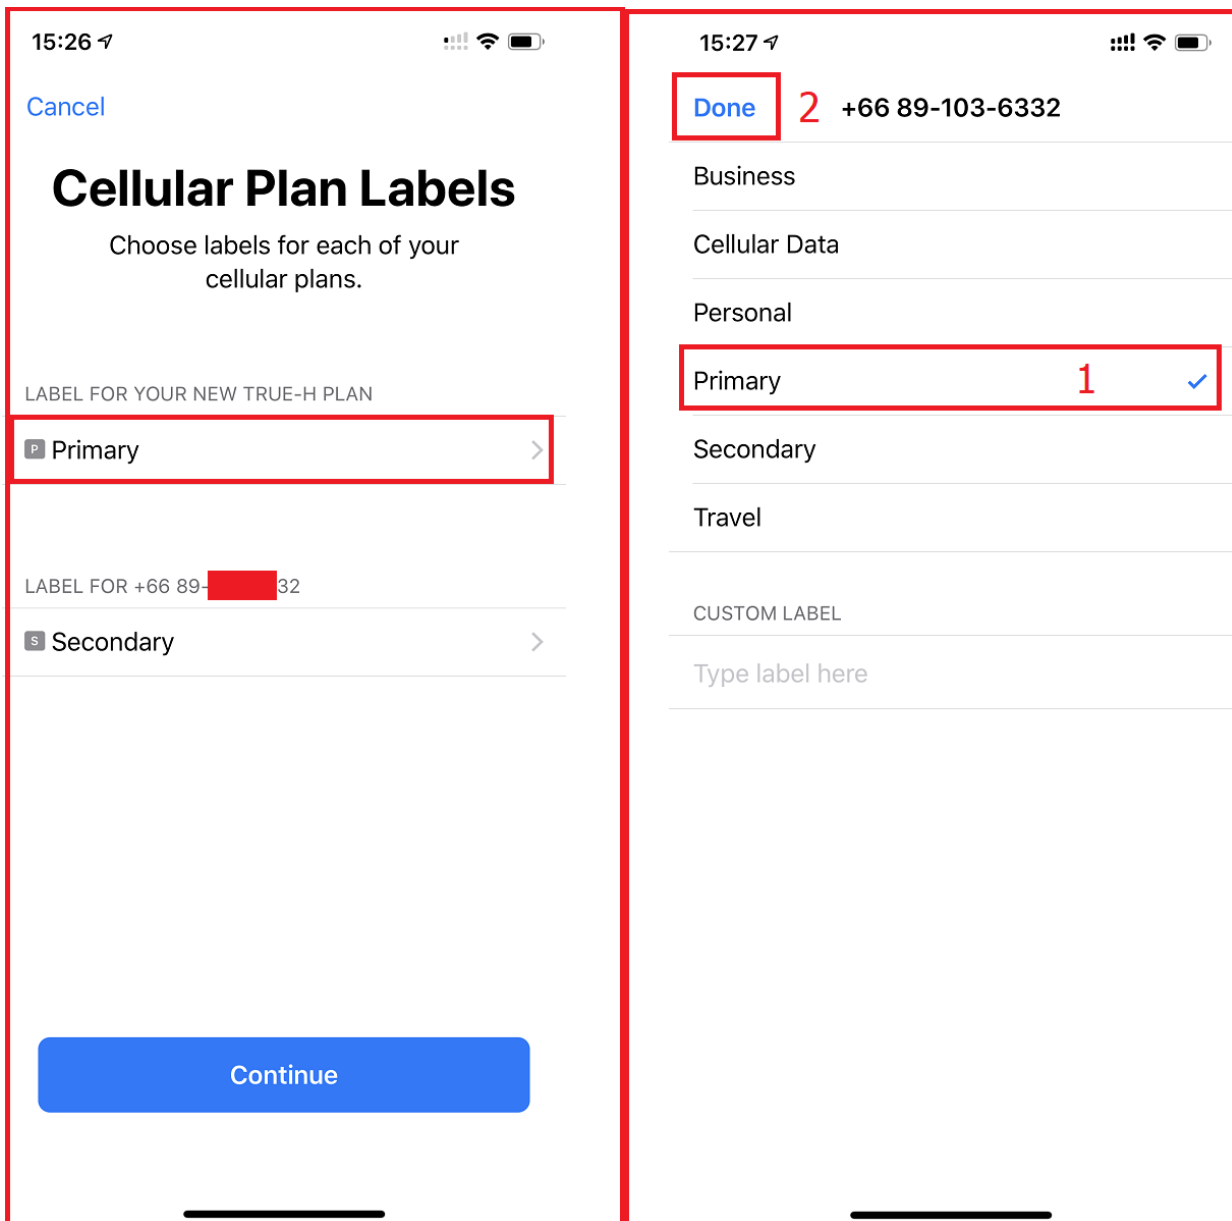 15:26
Cancel
Cellular Plan Labels
Choose labels for each of your
cellular plans.
LABEL FOR YOUR NEW TRUE-H PLAN
P Primary
LABEL FOR +66 89- 32
S Secondary
Continue
15:27
Done 2 +66 89-103-6332
Business
Cellular Data
Personal
Primary 1
Secondary
Travel
CUSTOM LABEL
Type label here